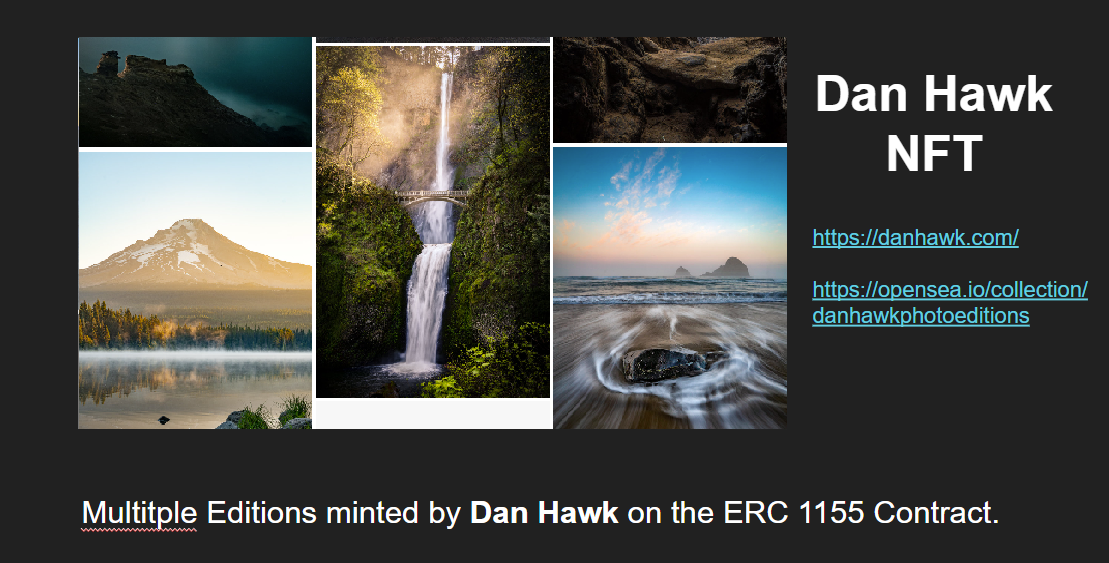 Dan Hawk
NFT
https://danhawk.com/
https://opensea.io/collection/
danhawkphotoeditions
Multitple Editions minted by Dan Hawk on the ERC 1155 Contract.